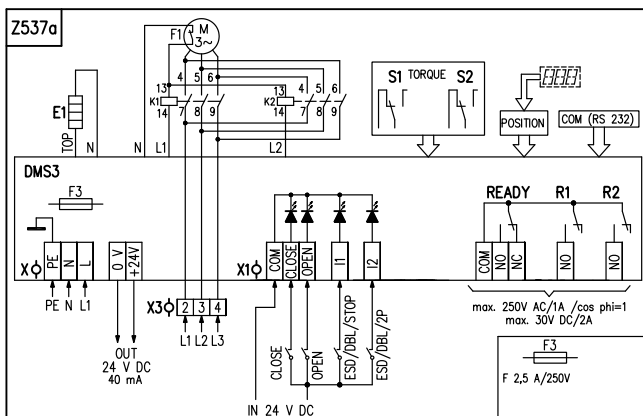 Z537a
F1
M
3~
4 5 6
13
K1
14
7 8 9
13
K2
14
4 5 6
7 8 9
S1 TORQUE S2
POSITION
COM (RS 232)
E1
TOP
N
N
L1
L2
DMS3
F3
READY R1 R2
X
PE
N
L
0 V
+24V
X1
COM
CLOSE
OPEN
I1
I2
COM
NO
NC
NO
NO
PE N L1
X3
2 3 4
L1 L2 L3
OUT
24 V DC
40 mA
CLOSE
OPEN
ESD/DBL/STOP
ESD/DBL/2P
IN 24 V DC
max. 250V AC/1A /cos phi=1
max. 30V DC/2A
F3
F 2,5 A/250V